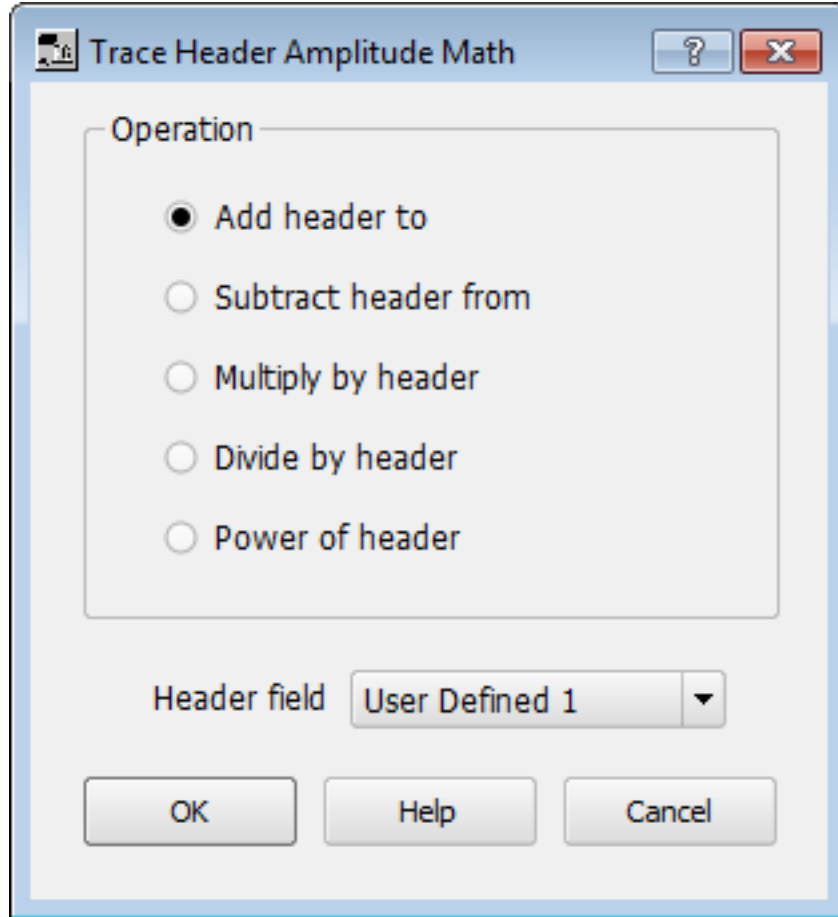 Trace Header Amplitude Math
Operation
Add header to
Subtract header from
Multiply by header
Divide by header
Power of header
Header field User Defined 1
OK Help Cancel